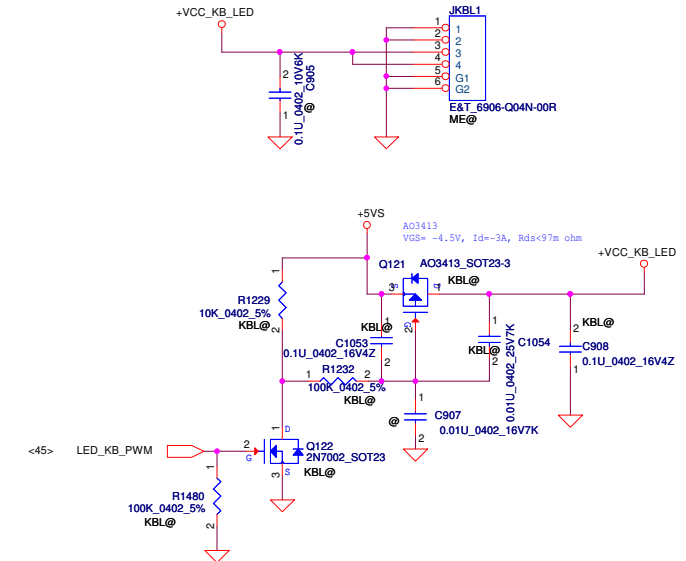 +VCC_KB_LED
JKBL1
1 1
2 2
3 3
4 4
5 G1
6 G2
E&T_6906-Q04N-00R
ME@
2
1
0.1U_0402_10V6K
C905
@
+5VS
AO3413
VGS= -4.5V, Id=-3A, Rds<97m ohm
+VCC_KB_LED
Q121
AO3413_SOT23-3
KBL@
3
S
D
1
G
2
1
R1229
10K_0402_5%
KBL@
2
KBL@
1
C1053
0.1U_0402_16V4Z
2
1
KBL@
C1054
2
0.01U_0402_25V7K
2
KBL@
C908
0.1U_0402_16V4Z
1
R1232
1
2
100K_0402_5%
KBL@
1
@
C907
0.01U_0402_16V7K
2
<45>
LED_KB_PWM
2
G
1
D
Q122
2N7002_SOT23
KBL@
3
S
1
R1480
100K_0402_5%
KBL@
2